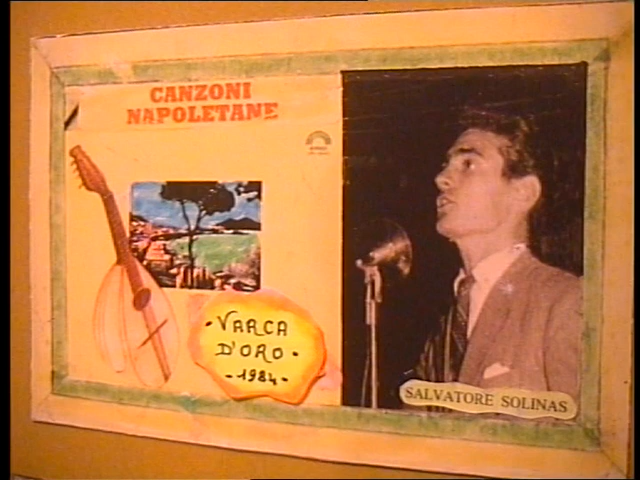 CANZONI
NAPOLETANE
• VARCA
D'ORO •
- 1984 -
SALVATORE SOLINAS